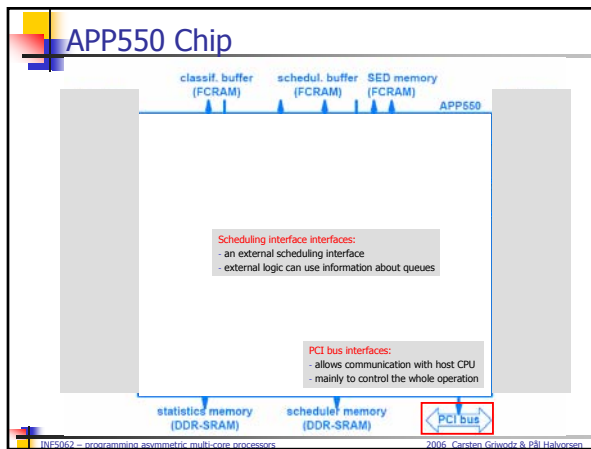 APP550 Chip
classif. buffer schedul. buffer SED memory
(FCRAM) (FCRAM) (FCRAM)
APP550
Scheduling interface interfaces:
- an external scheduling interface
- external logic can use information about queues
PCI bus interfaces:
- allows communication with host CPU
- mainly to control the whole operation
statistics memory scheduler memory
(DDR-SRAM) (DDR-SRAM)
PCI bus
INF5062 – programming asymmetric multi-core processors 2006 Carsten Griwodz & Pål Halvorsen